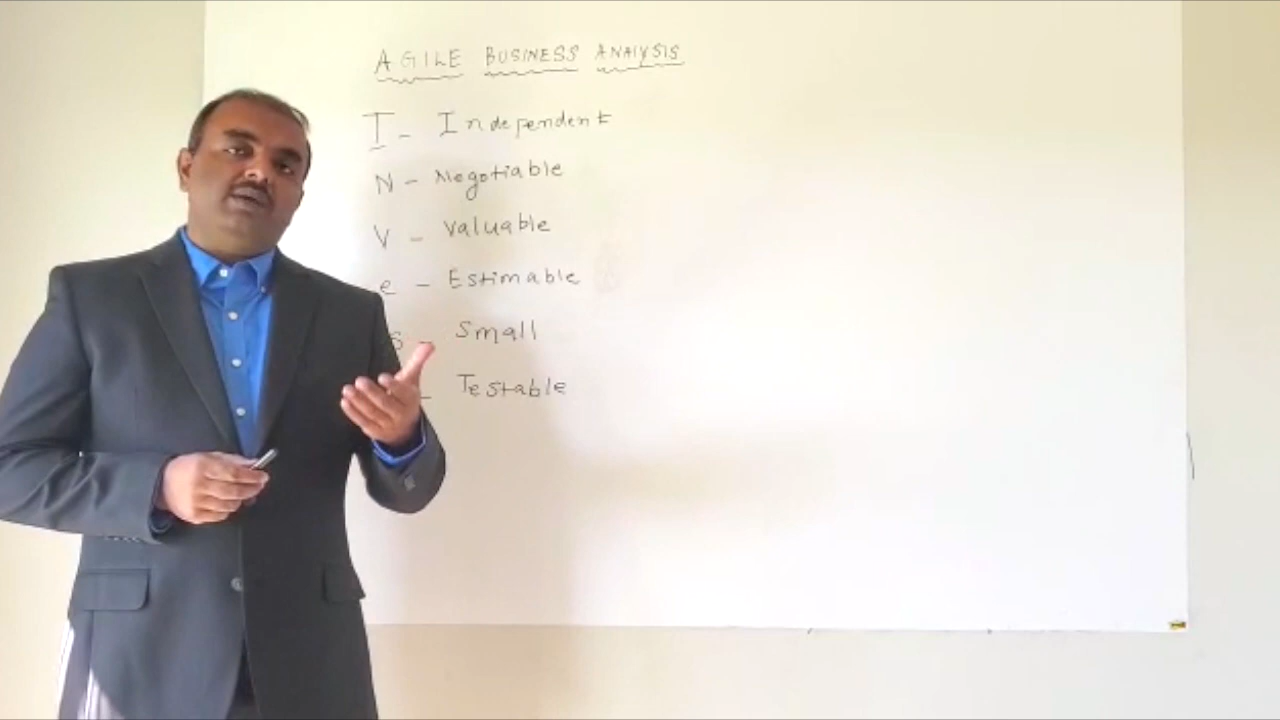 AGILE BUSINESS ANALYSIS
I - Independent
N - Negotiable
V - Valuable
e - Estimable
S - Small
- Testable